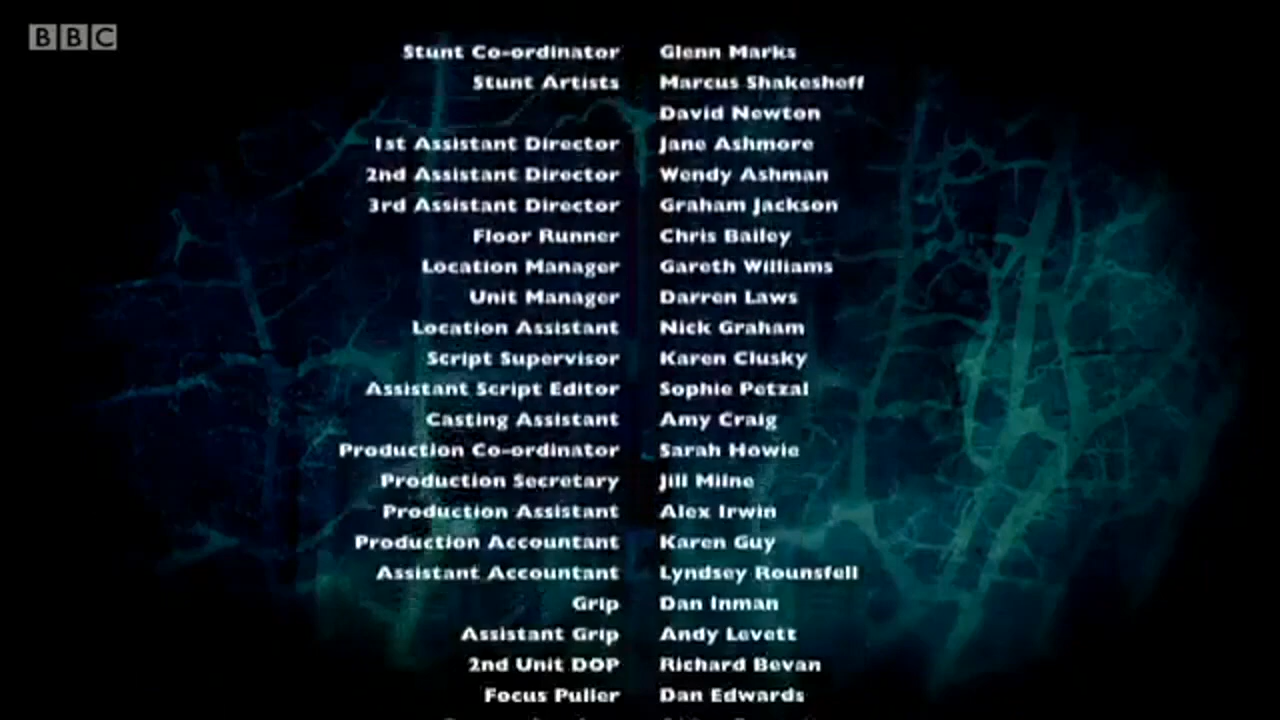 BBC
Stunt Co-ordinator Glenn Marks
Stunt Artists Marcus Shakesheff
David Newton
1st Assistant Director Jane Ashmore
2nd Assistant Director Wendy Ashman
3rd Assistant Director Graham Jackson
Floor Runner Chris Bailey
Location Manager Gareth Williams
Unit Manager Darren Laws
Location Assistant Nick Graham
Script Supervisor Karen Clusky
Assistant Script Editor Sophie Petzal
Casting Assistant Amy Craig
Production Co-ordinator Sarah Howie
Production Secretary Jill Milne
Production Assistant Alex Irwin
Production Accountant Karen Guy
Assistant Accountant Lyndsey Rounsfell
Grip Dan Inman
Assistant Grip Andy Levett
2nd Unit DOP Richard Bevan
Focus Puller Dan Edwards